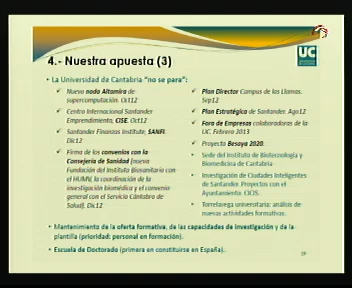 UC
4.- Nuestra apuesta (3)
• La Universidad de Cantabria "no se para":
✓ Nuevo nodo Altamira de
supercomputación. Oct12
✓ Centro Internacional Santander
Emprendimiento, CISE. Oct12
✓ Santander Finanzas Institute, SANFI.
Dic12
✓ Firma de los convenios con la
Consejería de Sanidad (nueva
Fundación del Instituto Biosanitario con
el HUMV, la coordinación de la
investigación biomédica y el convenio
general con el Servicio Cántabro de
Salud), Dic12
✓ Plan Director Campus de las Llamas.
Sep12
✓ Plan Estratégico de Santander. Ago12
✓ Foro de Empresas colaboradoras de la
UC. Febrero 2013
✓ Proyecto Besaya 2020.
• Sede del Instituto de Biotecnología y
Biomedicina de Cantabria
• Investigación de Ciudades Inteligentes
de Santander. Proyectos con el
Ayuntamiento. CICIS.
• Torrelavega universitaria: análisis de
nuevas actividades formativas.
• Mantenimiento de la oferta formativa, de las capacidades de investigación y de la
plantilla (prioridad: personal en formación).
• Escuela de Doctorado (primera en constituirse en España).